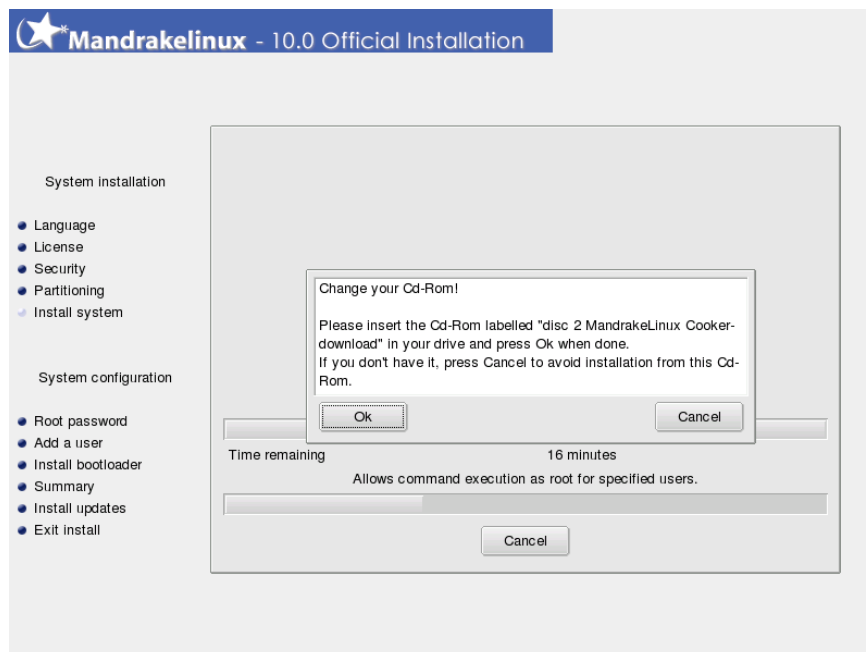 Mandrakelinux - 10.0 Official Installation
System installation
Language
License
Security
Partitioning
Install system
System configuration
Root password
Add a user
Install bootloader
Summary
Install updates
Exit install
Change your Cd-Rom!
Please insert the Cd-Rom labelled "disc 2 MandrakeLinux Cooker-
download" in your drive and press Ok when done.
If you don't have it, press Cancel to avoid installation from this Cd-
Rom.
Ok Cancel
Time remaining 16 minutes
Allows command execution as root for specified users.
Cancel